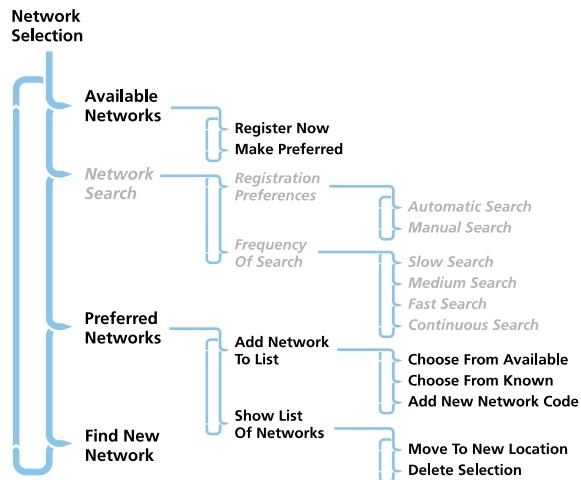 Network
Selection
Available
Networks
Register Now
Make Preferred
Network
Search
Registration
Preferences
Automatic Search
Manual Search
Frequency
Of Search
Slow Search
Medium Search
Fast Search
Continuous Search
Preferred
Networks
Add Network
To List
Choose From Available
Choose From Known
Add New Network Code
Show List
Of Networks
Move To New Location
Delete Selection
Find New
Network